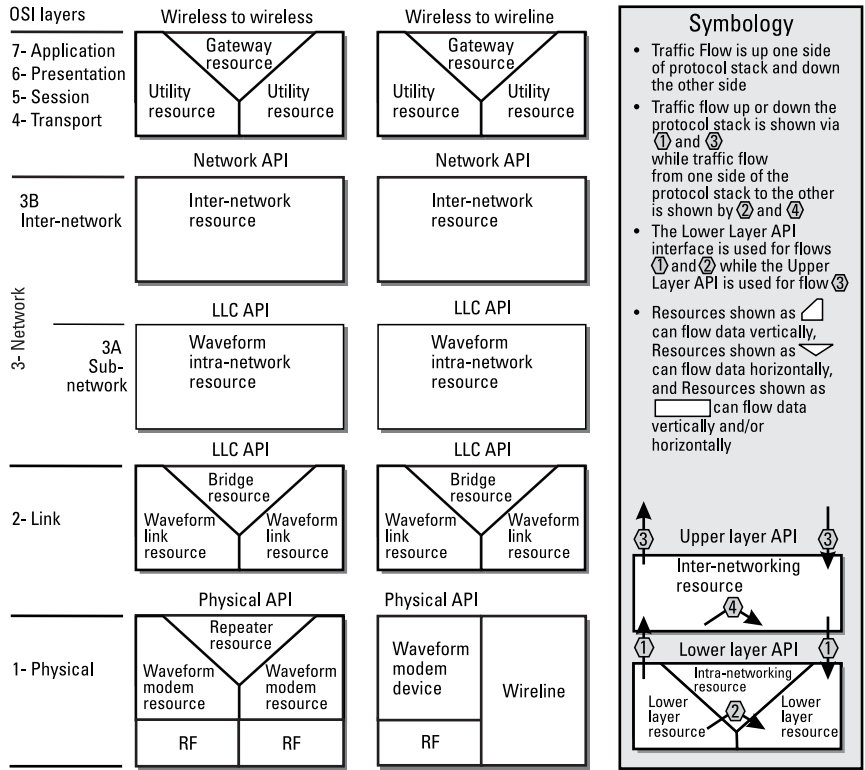 OSI layers
Wireless to wireless
Wireless to wireline
7- Application
6- Presentation
5- Session
4- Transport
Gateway
resource
Utility
resource
Utility
resource
Gateway
resource
Utility
resource
Utility
resource
Network API
Network API
3B
Inter-network
Inter-network
resource
Inter-network
resource
3- Network
LLC API
LLC API
3A
Sub-
network
Waveform
intra-network
resource
Waveform
intra-network
resource
LLC API
LLC API
2- Link
Bridge
resource
Waveform
link
resource
Waveform
link
resource
Bridge
resource
Waveform
link
resource
Waveform
link
resource
Physical API
Physical API
1- Physical
Repeater
resource
Waveform
modem
resource
Waveform
modem
resource
RF
RF
Waveform
modem
device
RF
Wireline
Symbology
• Traffic Flow is up one side
of protocol stack and down
the other side
• Traffic flow up or down the
protocol stack is shown via
1 and 3
while traffic flow
from one side of the
protocol stack to the other
is shown by 2 and 4
• The Lower Layer API
interface is used for flows
1 and 2 while the Upper
Layer API is used for flow 3
• Resources shown as
can flow data vertically,
Resources shown as
can flow data horizontally,
and Resources shown as
can flow data
vertically and/or
horizontally
3
Upper layer API
3
Inter-networking
resource
4
1
Lower layer API
1
Intra-networking
resource
Lower
layer
resource
2
Lower
layer
resource